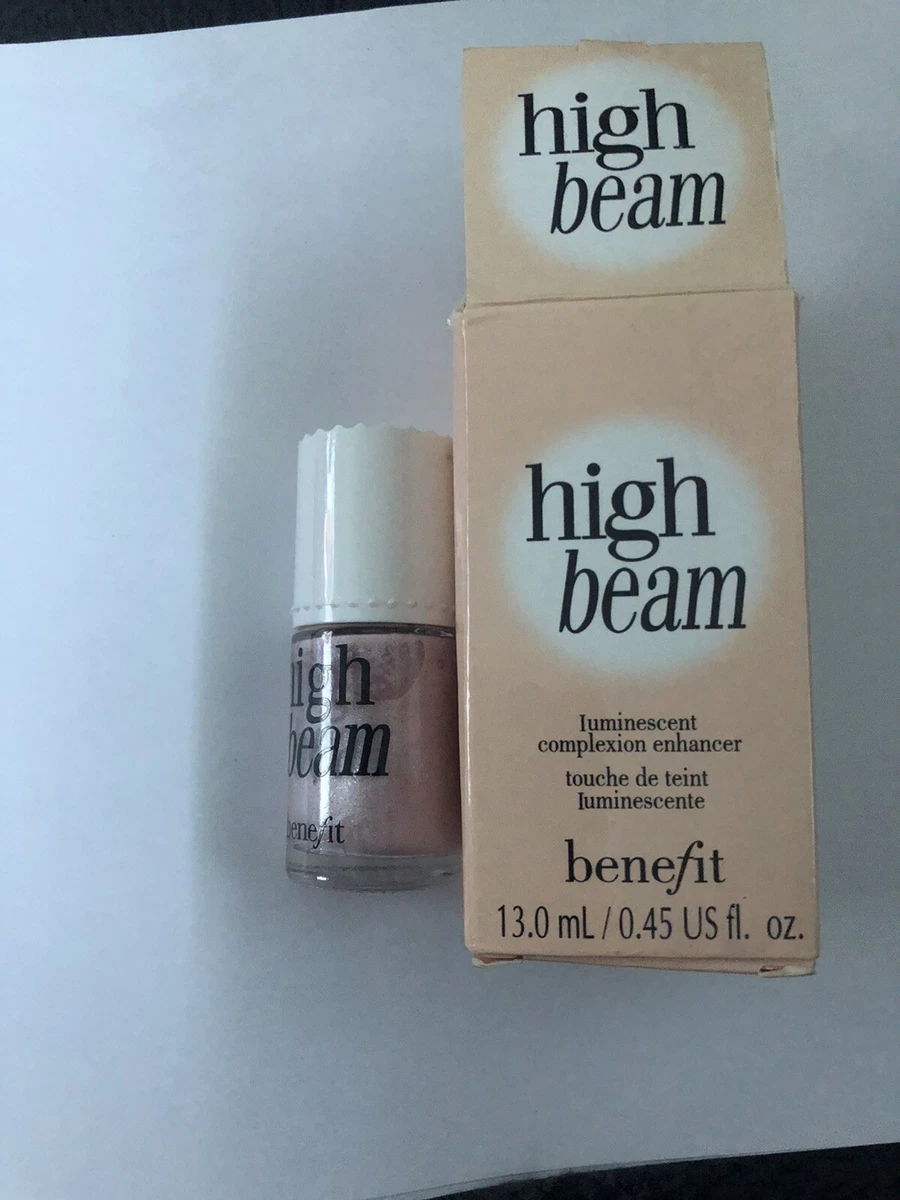 high
beam
high
beam
luminescent
complexion enhancer
touche de teint
luminescente
benefit
13.0 mL / 0.45 US fl. oz.
high
beam
benefit